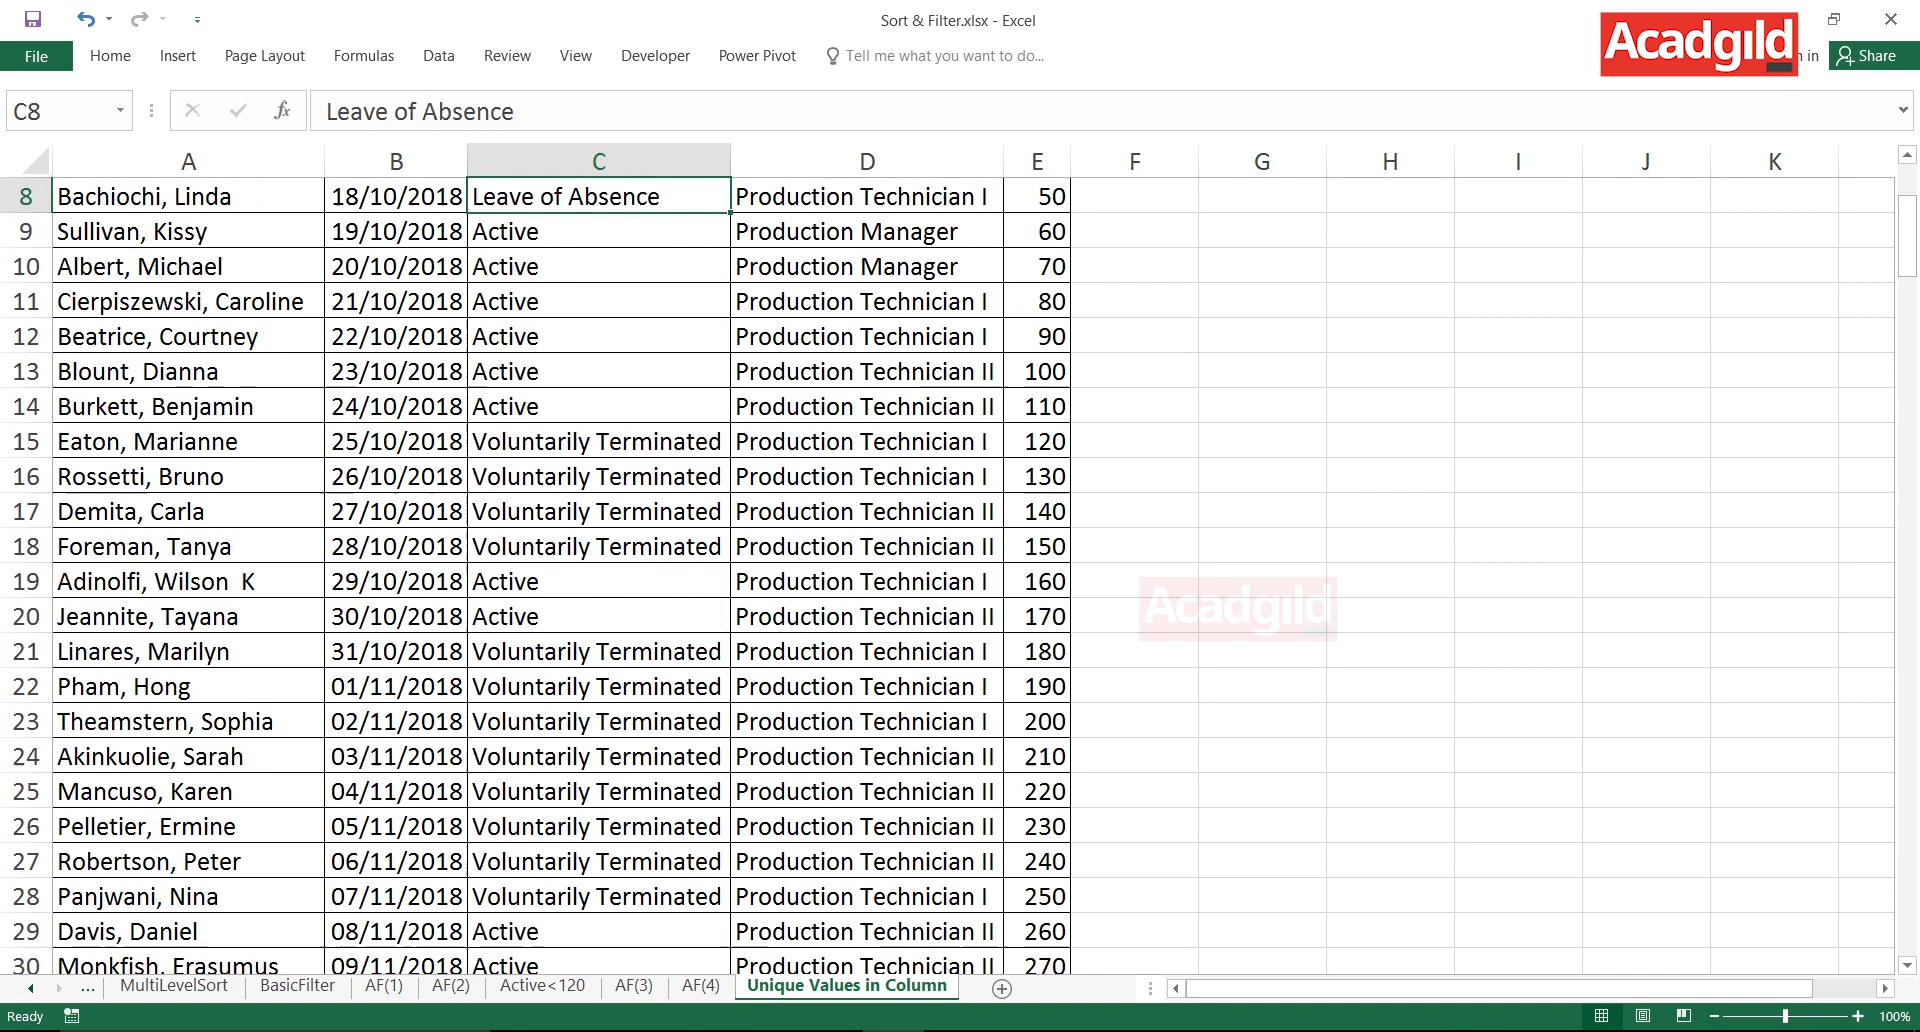 Sort & Filter.xlsx - Excel
Acadgıld
File Home Insert Page Layout Formulas Data Review View Developer Power Pivot Tell me what you want to do... in Share
C8 fx Leave of Absence
A B C D E F G H I J K
8 Bachiochi, Linda 18/10/2018 Leave of Absence Production Technician I 50
9 Sullivan, Kissy 19/10/2018 Active Production Manager 60
10 Albert, Michael 20/10/2018 Active Production Manager 70
11 Cierpiszewski, Caroline 21/10/2018 Active Production Technician I 80
12 Beatrice, Courtney 22/10/2018 Active Production Technician I 90
13 Blount, Dianna 23/10/2018 Active Production Technician II 100
14 Burkett, Benjamin 24/10/2018 Active Production Technician II 110
15 Eaton, Marianne 25/10/2018 Voluntarily Terminated Production Technician I 120
16 Rossetti, Bruno 26/10/2018 Voluntarily Terminated Production Technician I 130
17 Demita, Carla 27/10/2018 Voluntarily Terminated Production Technician II 140
18 Foreman, Tanya 28/10/2018 Voluntarily Terminated Production Technician II 150
19 Adinolfi, Wilson K 29/10/2018 Active Production Technician I 160
20 Jeannite, Tayana 30/10/2018 Active Production Technician II 170
Acadgıld
21 Linares, Marilyn 31/10/2018 Voluntarily Terminated Production Technician I 180
22 Pham, Hong 01/11/2018 Voluntarily Terminated Production Technician I 190
23 Theamstern, Sophia 02/11/2018 Voluntarily Terminated Production Technician I 200
24 Akinkuolie, Sarah 03/11/2018 Voluntarily Terminated Production Technician II 210
25 Mancuso, Karen 04/11/2018 Voluntarily Terminated Production Technician II 220
26 Pelletier, Ermine 05/11/2018 Voluntarily Terminated Production Technician II 230
27 Robertson, Peter 06/11/2018 Voluntarily Terminated Production Technician II 240
28 Panjwani, Nina 07/11/2018 Voluntarily Terminated Production Technician I 250
29 Davis, Daniel 08/11/2018 Active Production Technician II 260
30 Monkfish, Erasumus 09/11/2018 Active Production Technician II 270
... MultiLevelSort BasicFilter AF(1) AF(2) Active<120 AF(3) AF(4) Unique Values in Column
Ready 100%